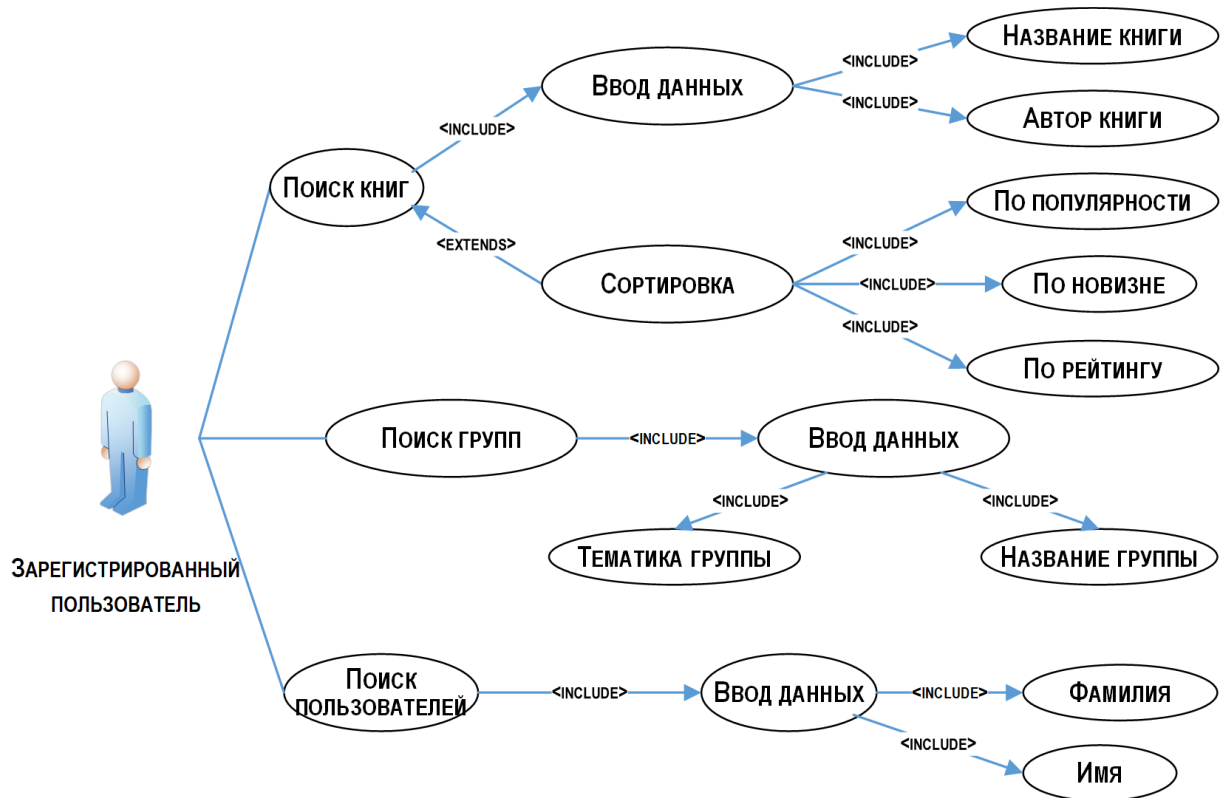 Название книги
<include>
Ввод данных
<include>
Автор книги
<include>
Поиск книг
По популярности
<extends>
<include>
Сортировка
<include>
По новизне
<include>
По рейтингу
Поиск групп
<include>
Ввод данных
<include>
<include>
Тематика группы
Название группы
Зарегистрированный
пользователь
Поиск
пользователей
<include>
Ввод данных
<include>
Фамилия
<include>
Имя